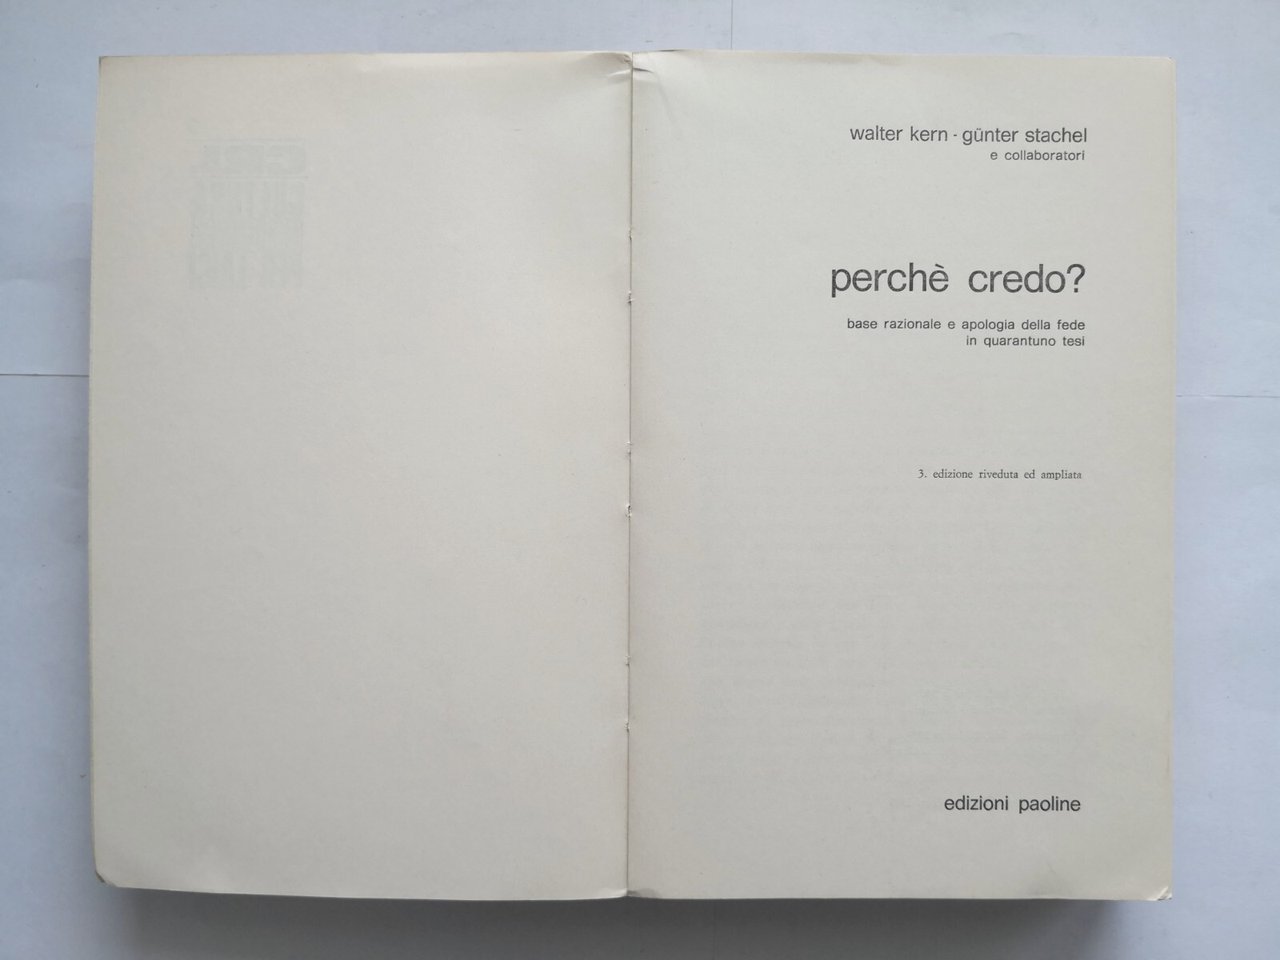 walter kern - günter stachel
e collaboratori
perchè credo?
base razionale e apologia della fede
in quarantuno tesi
3. edizione riveduta ed ampliata
edizioni paoline